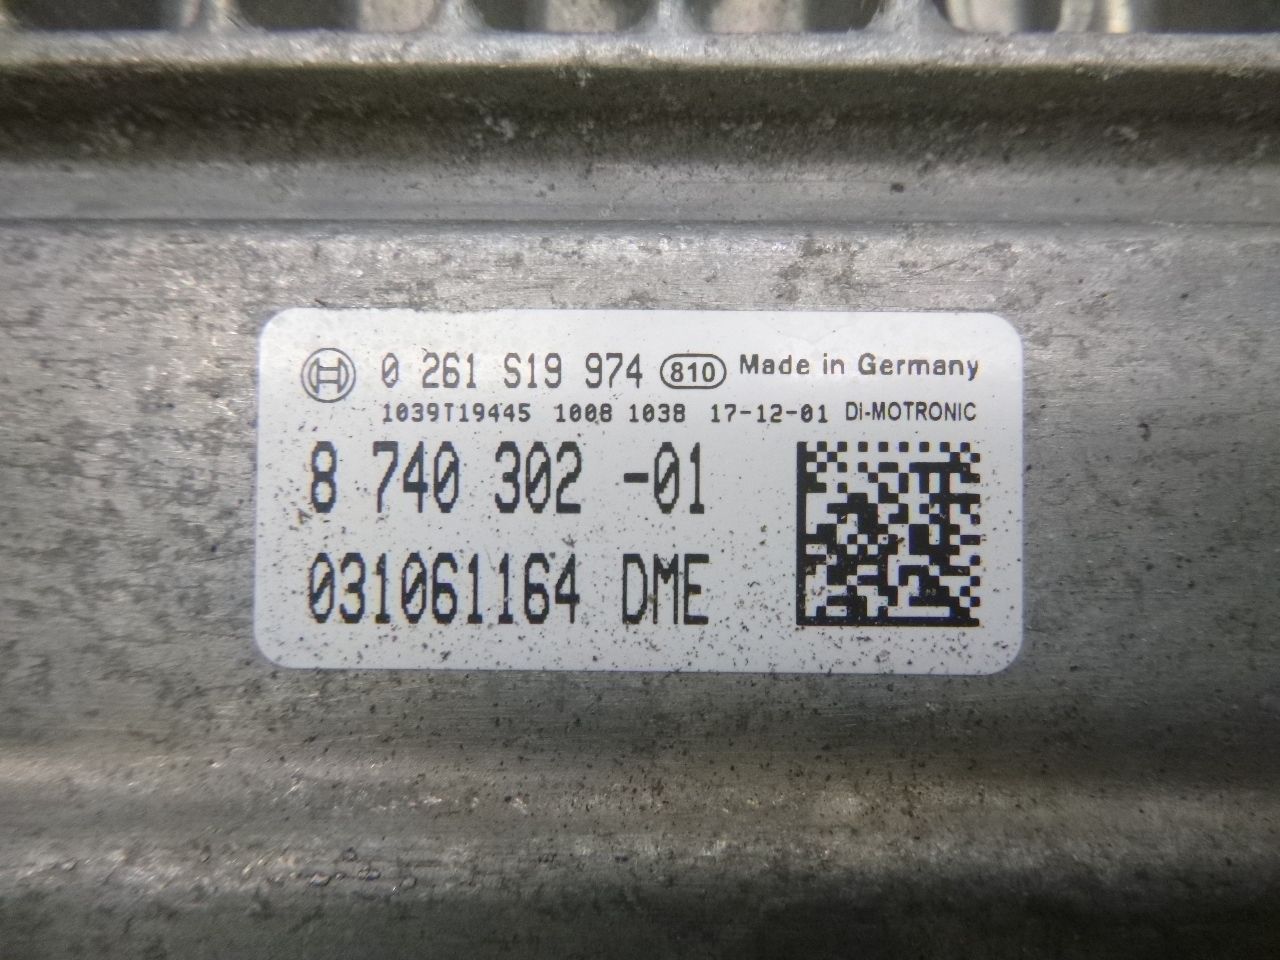 0 261 S19 974 810 Made in Germany
1039T19445 1008 1038 17-12-01 DI-MOTRONIC
8 740 302 -01
031061164 DME